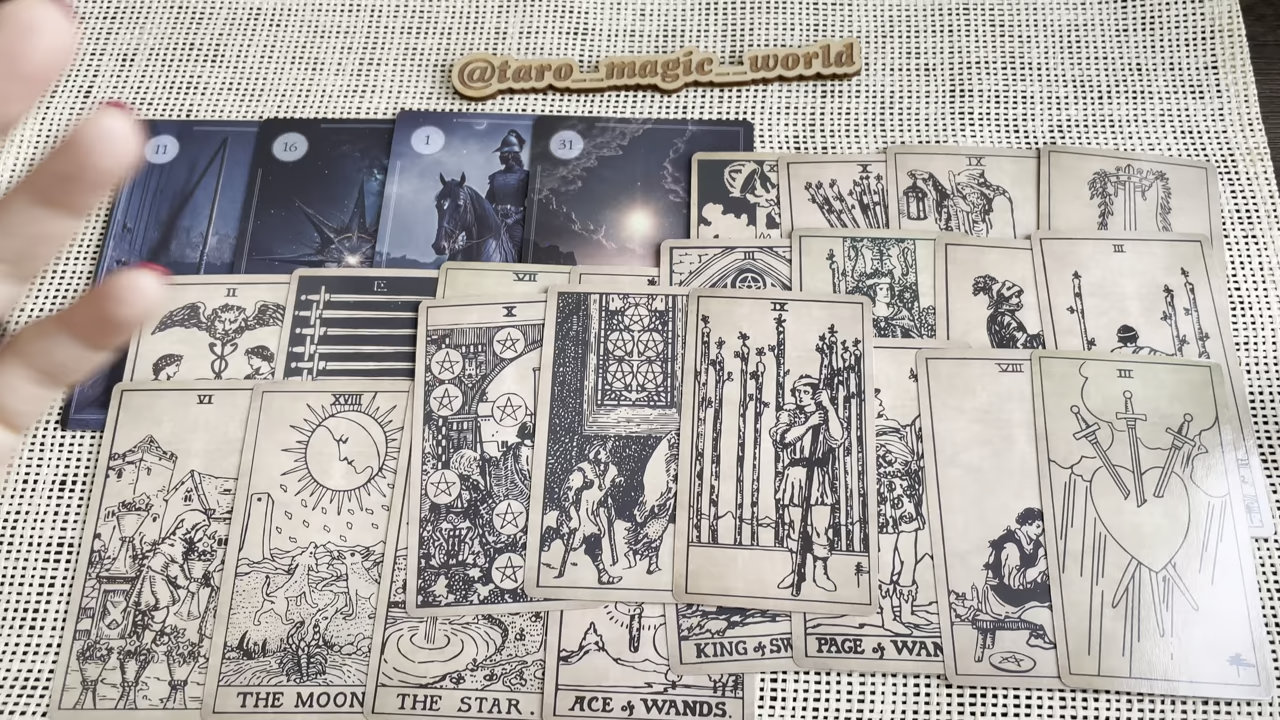 @taro__magic__world
11
16
1
31
X
X
IX
III
II
VII
X
IX
VIII
III
VI
XVIII
THE MOON
THE STAR.
ACE of WANDS.
KING of SW
PAGE of WAN